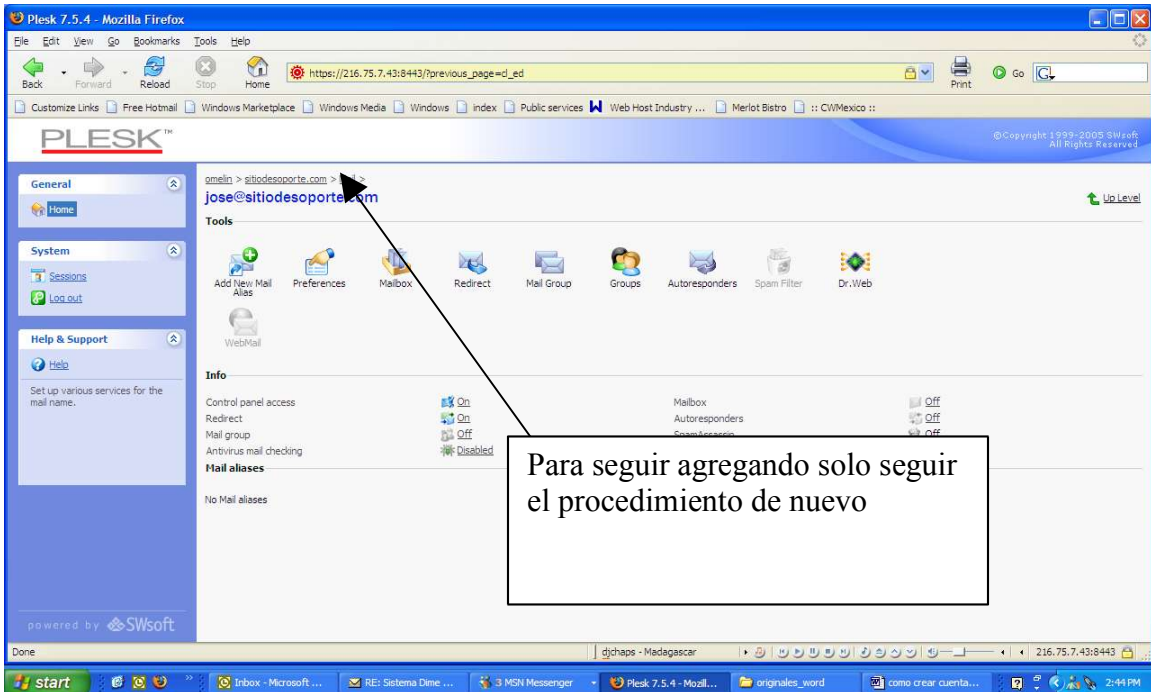 Plesk 7.5.4 - Mozilla Firefox
File Edit View Go Bookmarks Tools Help
Back Forward Reload Stop Home https://216.75.7.43:8443/?previous_page=cl_ed Print Go
Customize Links Free Hotmail Windows Marketplace Windows Media Windows index Public services Web Host Industry ... Merlot Bistro :: CWMexico ::
PLESK™
©Copyright 1999-2005 SWsoft
All Rights Reserved
General
Home
System
Sessions
Log out
Help & Support
Help
Set up various services for the
mail name.
powered by SWsoft
omelin > sitiodesoporte.com >
jose@sitiodesoporte.com
Up Level
Tools
Add New Mail Alias Preferences Mailbox Redirect Mail Group Groups Autoresponders Spam Filter Dr.Web
WebMail
Info
Control panel access On Mailbox Off
Redirect On Autoresponders Off
Mail group Off SpamAssassin Off
Antivirus mail checking Disabled
Mail aliases
No Mail aliases
Para seguir agregando solo seguir
el procedimiento de nuevo
Done djchaps - Madagascar 216.75.7.43:8443
start Inbox - Microsoft ... RE: Sistema Dime ... 3 MSN Messenger Plesk 7.5.4 - Mozill... originales_word como crear cuenta... 2:44 PM